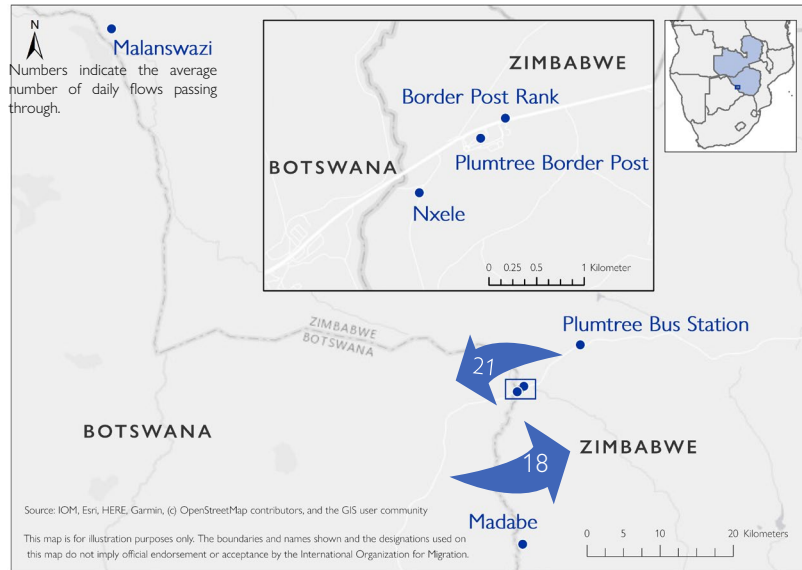 N
Malanswazi
Numbers indicate the average
number of daily flows passing
through.
ZIMBABWE
Border Post Rank
BOTSWANA
Plumtree Border Post
Nxele
0 0.25 0.5 1 Kilometer
ZIMBABWE
BOTSWANA
Plumtree Bus Station
21
BOTSWANA
ZIMBABWE
18
Source: IOM, Esri, HERE, Garmin, (c) OpenStreetMap contributors, and the GIS user community
Madabe
0 5 10 20 Kilometers
This map is for illustration purposes only. The boundaries and names shown and the designations used on
this map do not imply official endorsement or acceptance by the International Organization for Migration.